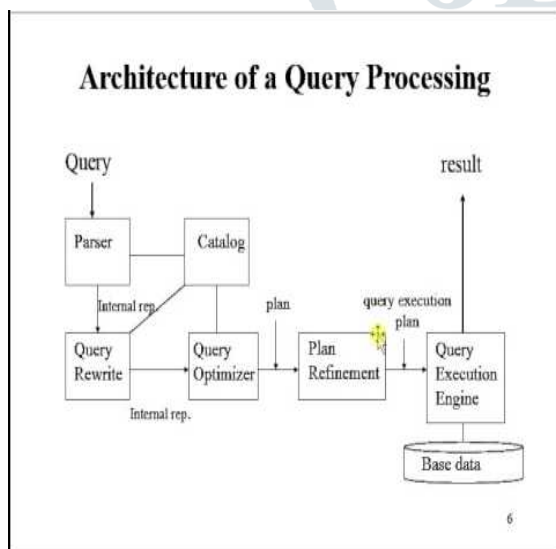 Architecture of a Query Processing
Query
result
Parser
Catalog
Internal rep.
plan
query execution
plan
Query
Rewrite
Query
Optimizer
Plan
Refinement
Query
Execution
Engine
Internal rep.
Base data
6